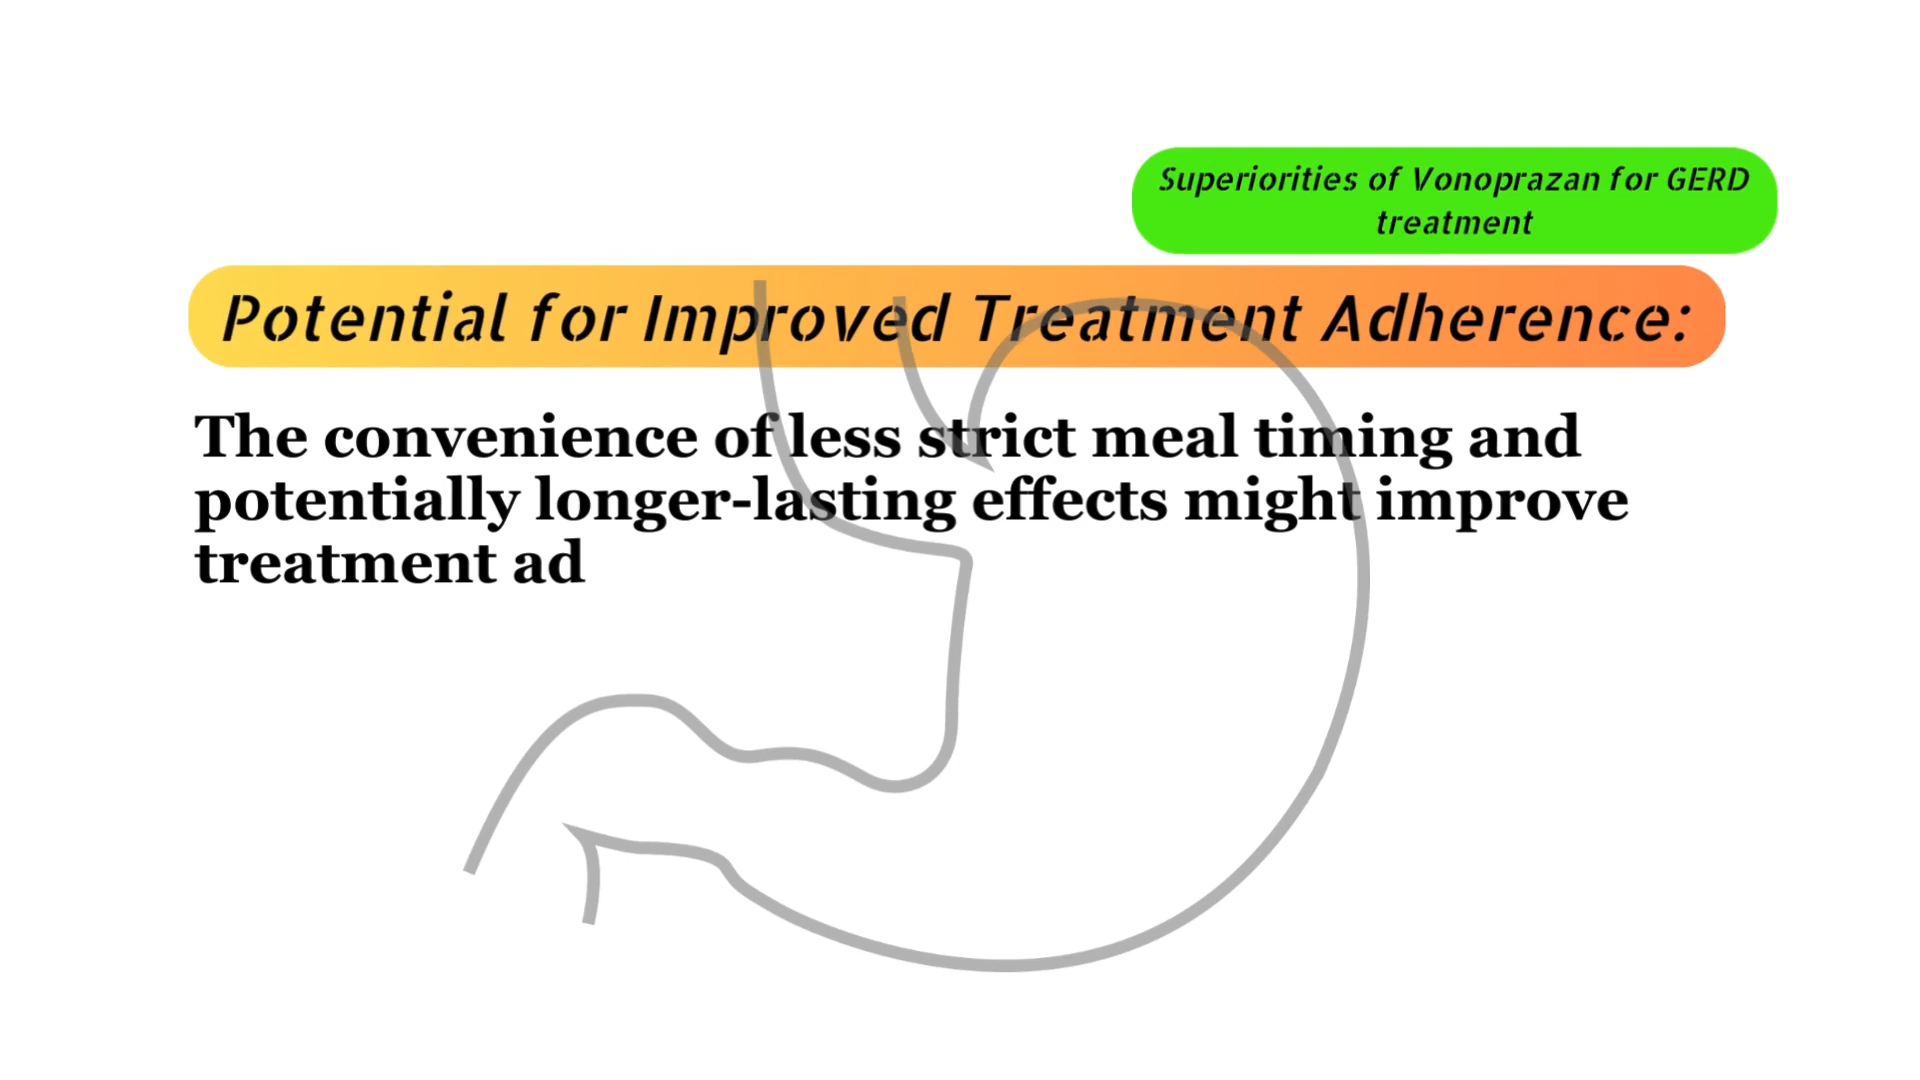 Superiorities of Vonoprazan for GERD
treatment
Potential for Improved Treatment Adherence:
The convenience of less strict meal timing and
potentially longer-lasting effects might improve
treatment ad